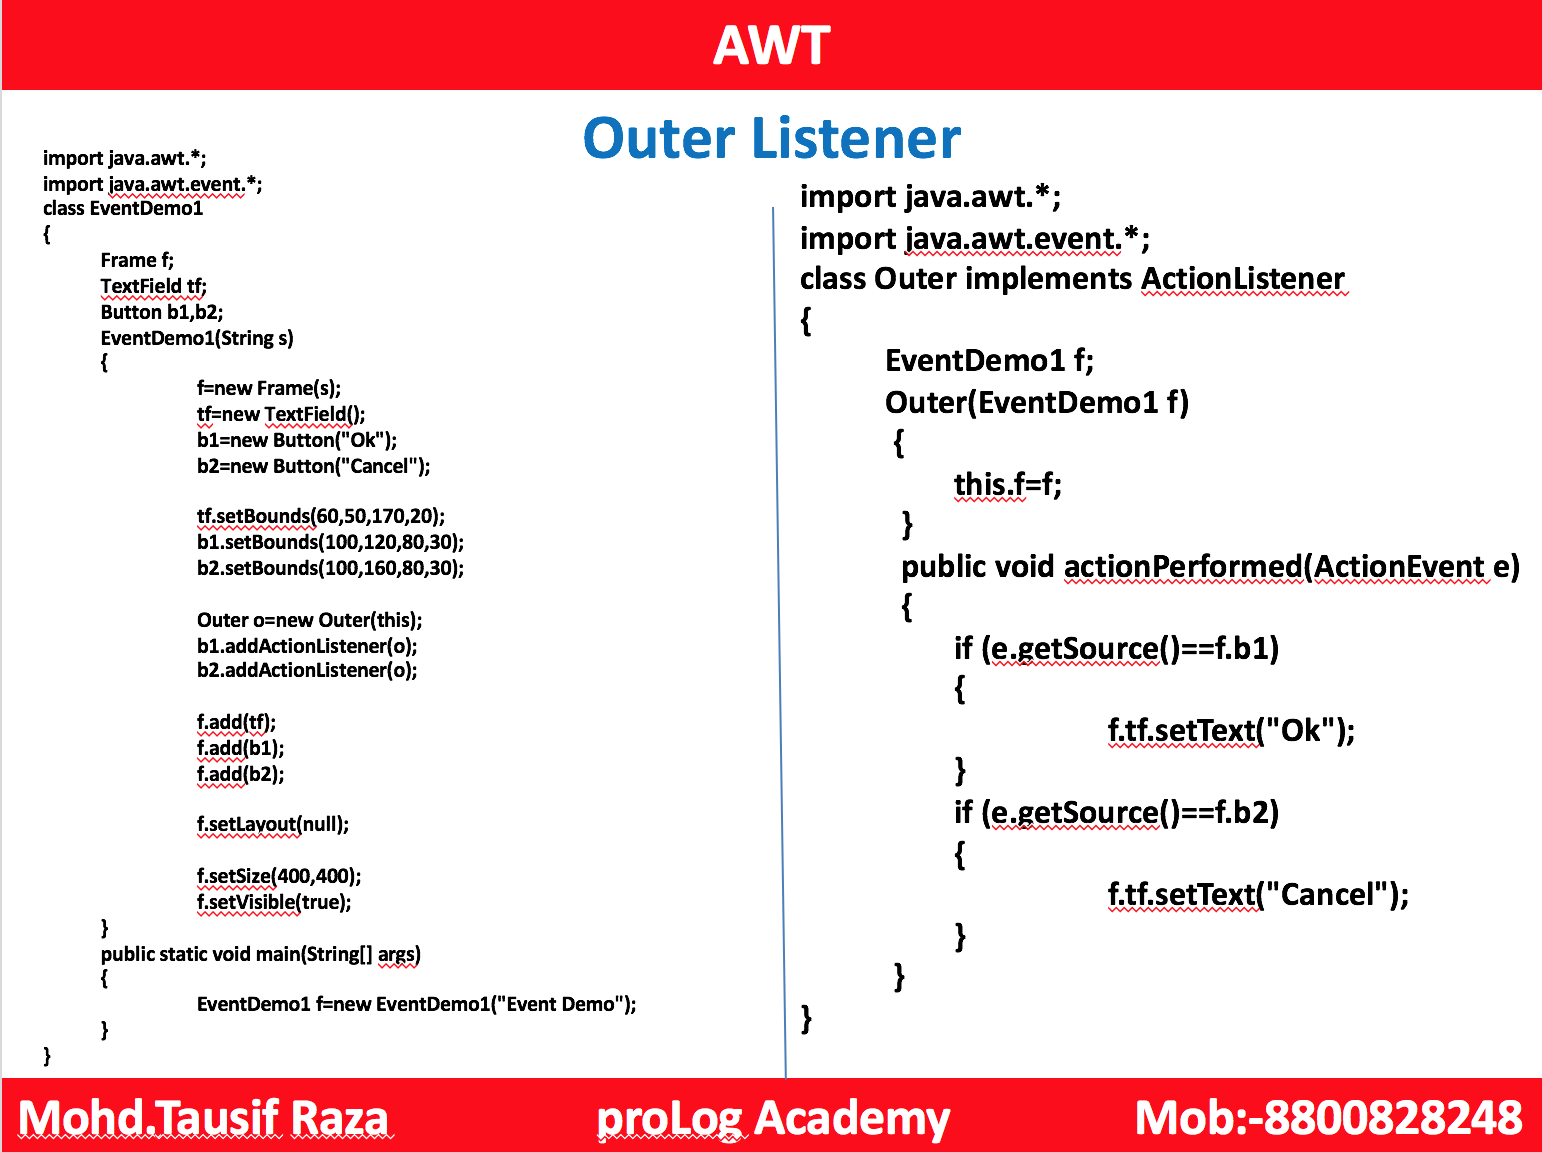 AWT
Outer Listener
import java.awt.*;
import java.awt.event.*;
class EventDemo1
{
Frame f;
TextField tf;
Button b1,b2;
EventDemo1(String s)
{
f=new Frame(s);
tf=new TextField();
b1=new Button("Ok");
b2=new Button("Cancel");
tf.setBounds(60,50,170,20);
b1.setBounds(100,120,80,30);
b2.setBounds(100,160,80,30);
Outer o=new Outer(this);
b1.addActionListener(o);
b2.addActionListener(o);
f.add(tf);
f.add(b1);
f.add(b2);
f.setLayout(null);
f.setSize(400,400);
f.setVisible(true);
}
public static void main(String[] args)
{
EventDemo1 f=new EventDemo1("Event Demo");
}
}
import java.awt.*;
import java.awt.event.*;
class Outer implements ActionListener
{
EventDemo1 f;
Outer(EventDemo1 f)
{
this.f=f;
}
public void actionPerformed(ActionEvent e)
{
if (e.getSource()==f.b1)
{
f.tf.setText("Ok");
}
if (e.getSource()==f.b2)
{
f.tf.setText("Cancel");
}
}
}
Mohd.Tausif Raza
proLog Academy
Mob:-8800828248